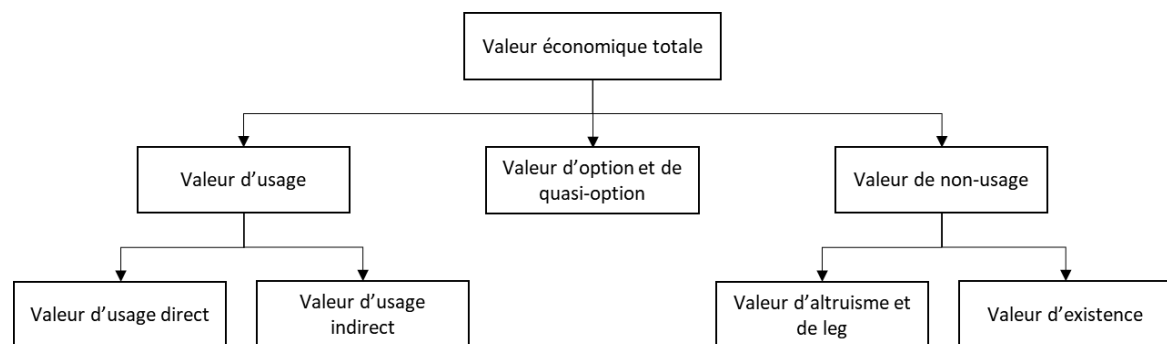 Valeur économique totale
Valeur d’usage
Valeur d’option et de
quasi-option
Valeur de non-usage
Valeur d’usage direct
Valeur d’usage
indirect
Valeur d’altruisme et
de leg
Valeur d’existence